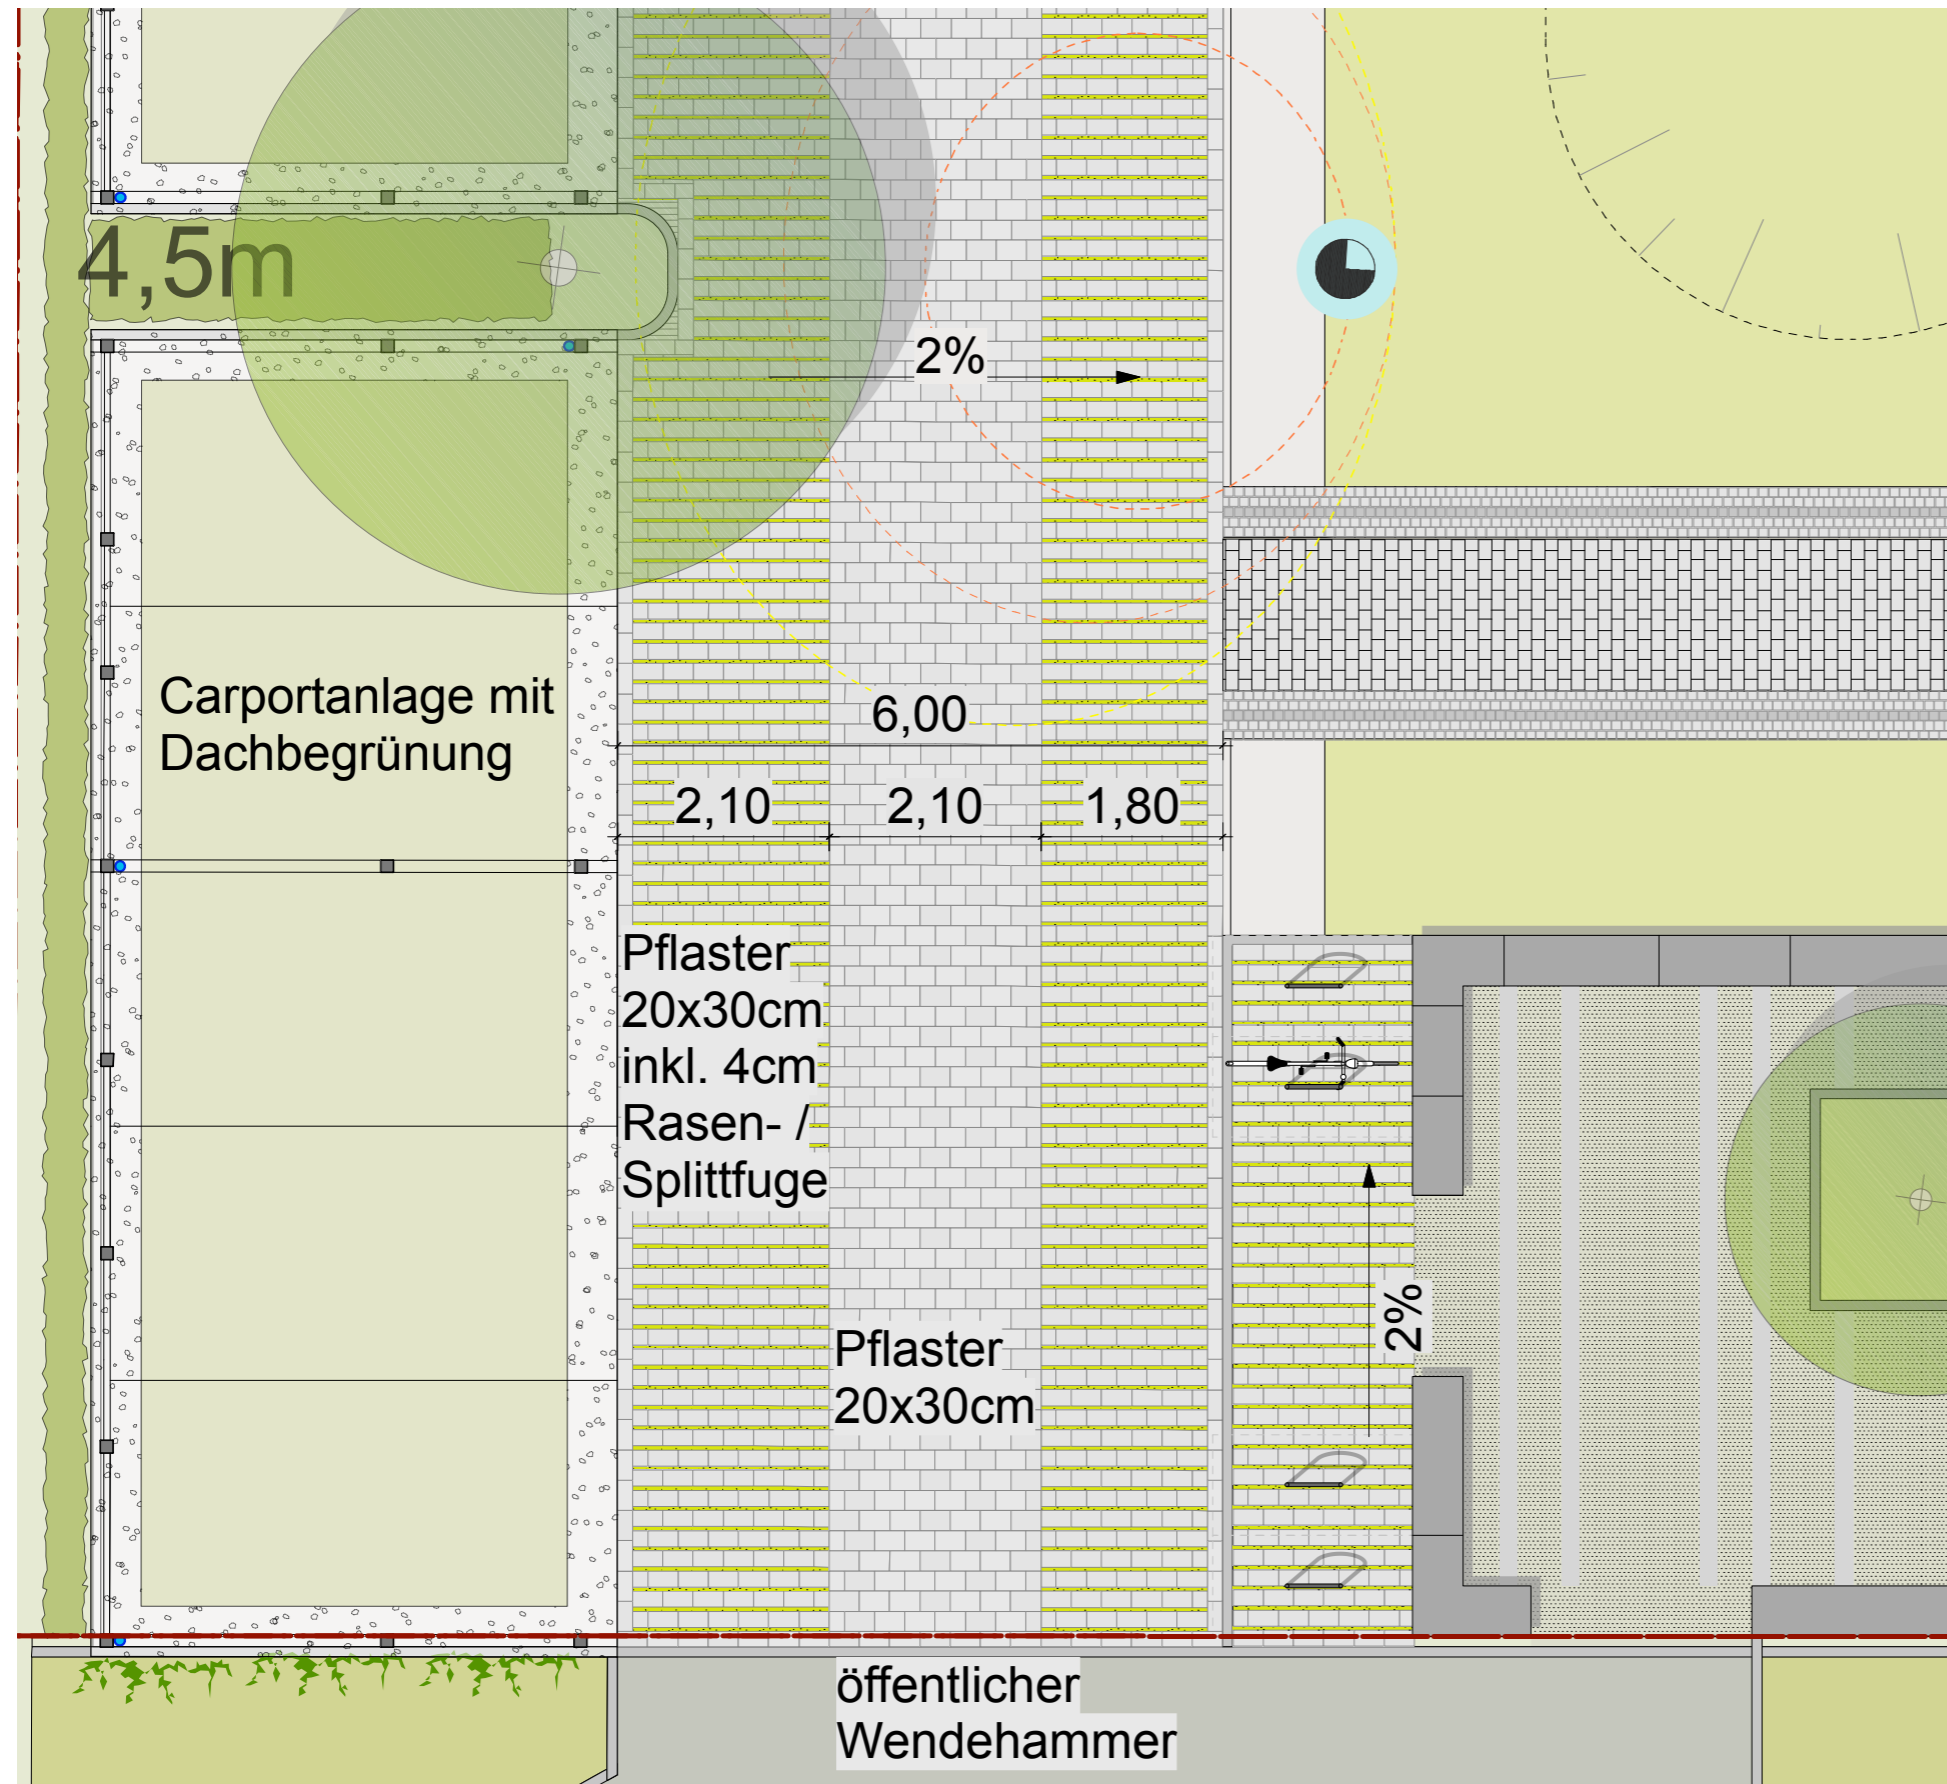 4,5m
2%
Carportanlage mit
Dachbegrünung
6,00
2,10
2,10
1,80
Pflaster
20x30cm
inkl. 4cm
Rasen- /
Splittfuge
2%
Pflaster
20x30cm
öffentlicher
Wendehammer